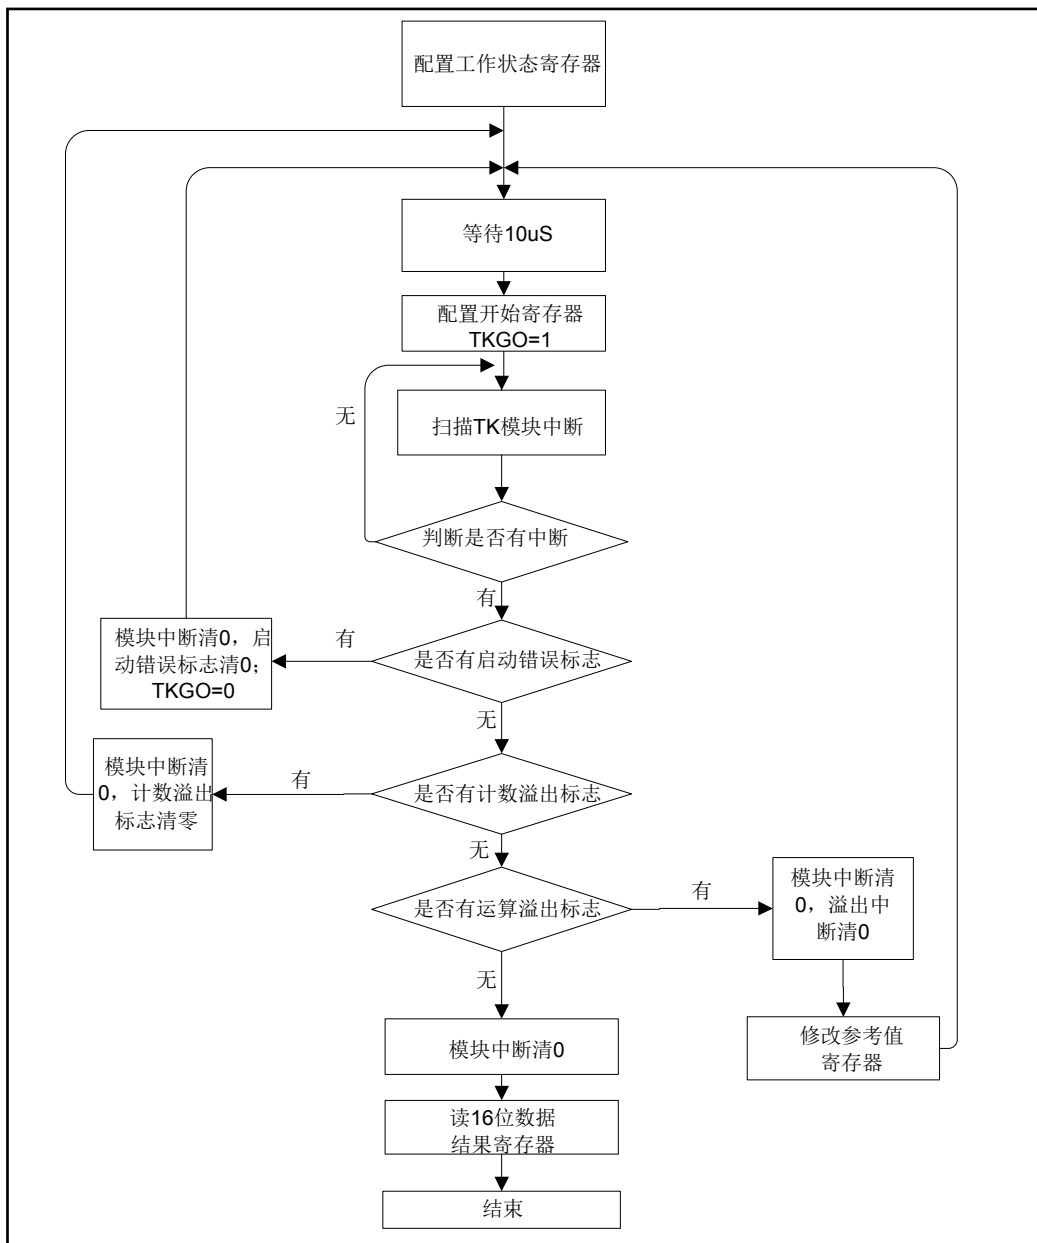 配置工作状态寄存器
等待10uS
配置开始寄存器
TKGO=1
无
扫描TK模块中断
判断是否有中断
有
模块中断清0，启
动错误标志清0；
TKGO=0
有
是否有启动错误标志
无
模块中断清
0，计数溢出
标志清零
有
是否有计数溢出标志
无
是否有运算溢出标志
有
模块中断清
0，溢出中
断清0
无
模块中断清0
修改参考值
寄存器
读16位数据
结果寄存器
结束